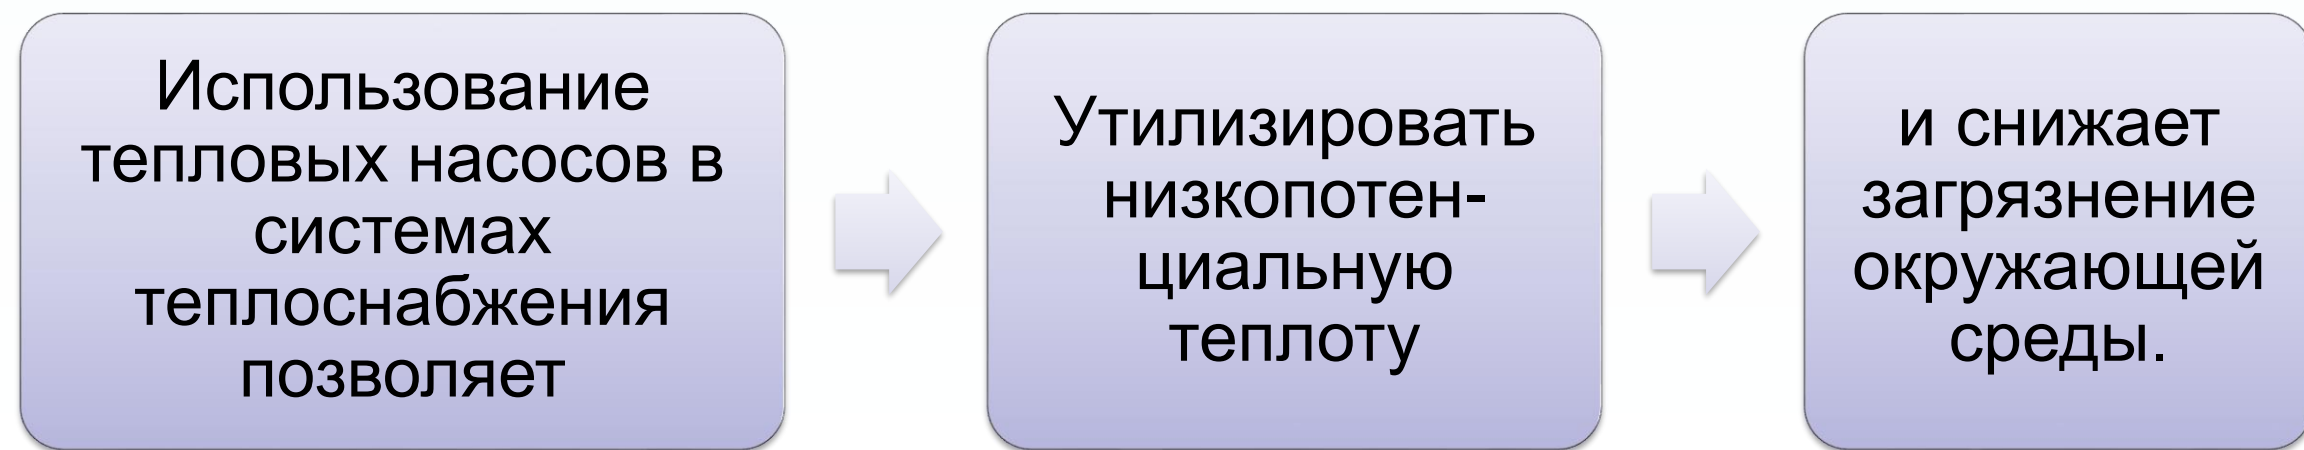 Использование
тепловых насосов в
системах
теплоснабжения
позволяет
Утилизировать
низкопотен-
циальную
теплоту
и снижает
загрязнение
окружающей
среды.